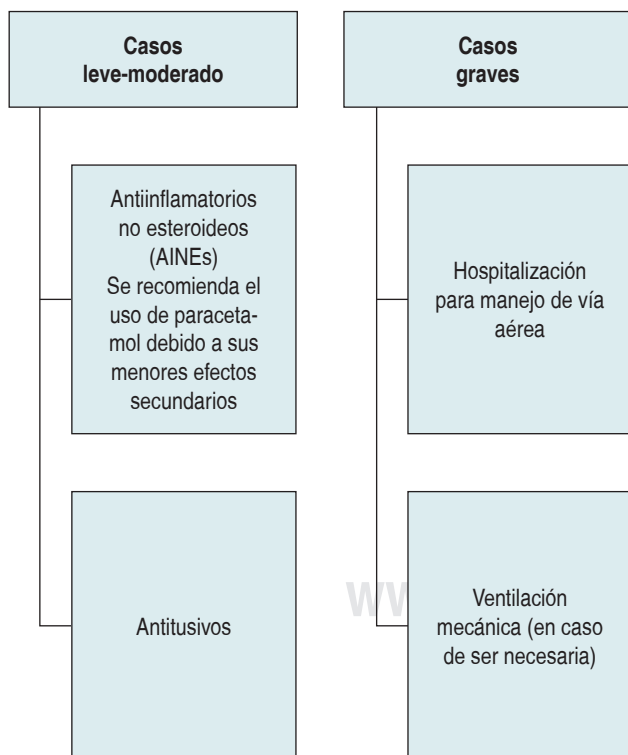 Casos
leve-moderado
Antiinflamatorios
no esteroideos
(AINEs)
Se recomienda el
uso de paraceta-
mol debido a sus
menores efectos
secundarios
Antitusivos
Casos
graves
Hospitalización
para manejo de vía
aérea
Ventilación
mecánica (en caso
de ser necesaria)